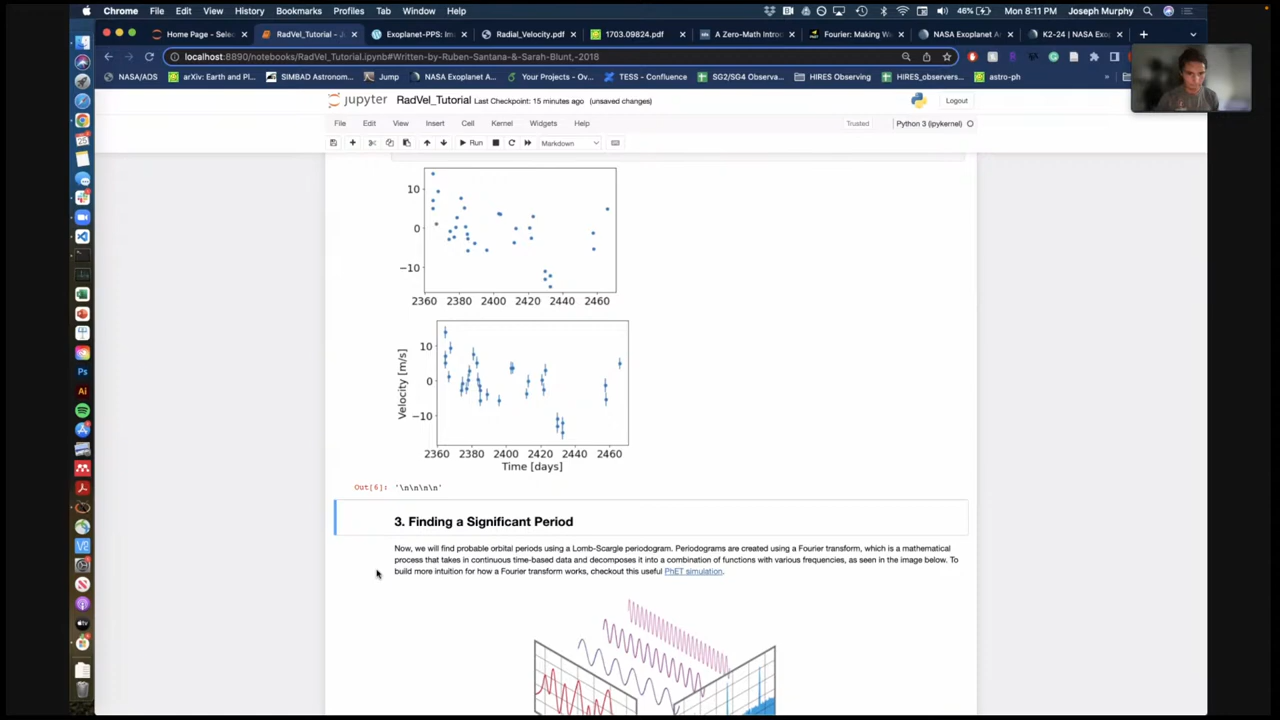 Chrome File Edit View History Bookmarks Profiles Tab Window Help 46% Mon 8:11 PM Joseph Murphy
Home Page - Selec RadVel_Tutorial - J Exoplanet-PPS: Im Radial_Velocity.pdf 1703.09824.pdf A Zero-Math Introd Fourier: Making Wa NASA Exoplanet A K2-24 | NASA Exo
localhost:8890/notebooks/RadVel_Tutorial.ipynb#Written-by-Ruben-Santana-&-Sarah-Blunt,-2018
NASA/ADS arXiv: Earth and Pl... SIMBAD Astronom... Jump NASA Exoplanet A... Your Projects - Ov... TESS - Confluence SG2/SG4 Observa... HIRES Observing HIRES_observers... astro-ph »
jupyter RadVel_Tutorial Last Checkpoint: 15 minutes ago (unsaved changes) Logout
File Edit View Insert Cell Kernel Widgets Help Trusted Python 3 (ipykernel)
Run Markdown
10
0
−10
2360 2380 2400 2420 2440 2460
10
0
−10
Velocity [m/s]
2360 2380 2400 2420 2440 2460
Time [days]
Out[6]: '\n\n\n\n'
3. Finding a Significant Period
Now, we will find probable orbital periods using a Lomb-Scargle periodogram. Periodograms are created using a Fourier transform, which is a mathematical
process that takes in continuous time-based data and decomposes it into a combination of functions with various frequencies, as seen in the image below. To
build more intuition for how a Fourier transform works, checkout this useful PhET simulation.